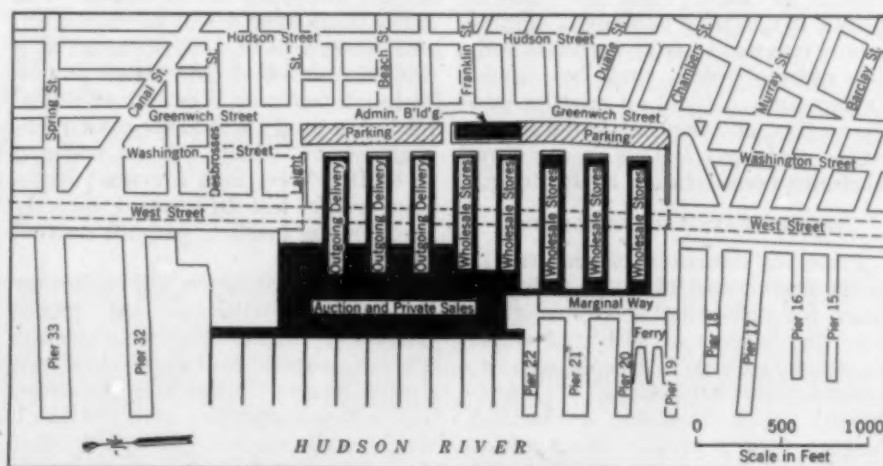 Hudson Street
Hudson Street
Spring St.
Canal St.
St.
St.
Beach St.
Franklin St.
Duane St.
Chambers St.
Murray St.
Barclay St.
Greenwich Street
Admin. B'ld'g.
Greenwich Street
Parking
Parking
Washington Street
Desbrosses
Laight
Washington Street
West Street
Outgoing Delivery
Outgoing Delivery
Outgoing Delivery
Wholesale Stores
Wholesale Stores
Wholesale Stores
Wholesale Stores
Wholesale Stores
West Street
Auction and Private Sales
Marginal Way
Pier 33
Pier 32
Pier 22
Pier 21
Pier 20
Ferry
Pier 19
Pier 18
Pier 17
Pier 16
Pier 15
HUDSON RIVER
0 500 1000
Scale in Feet